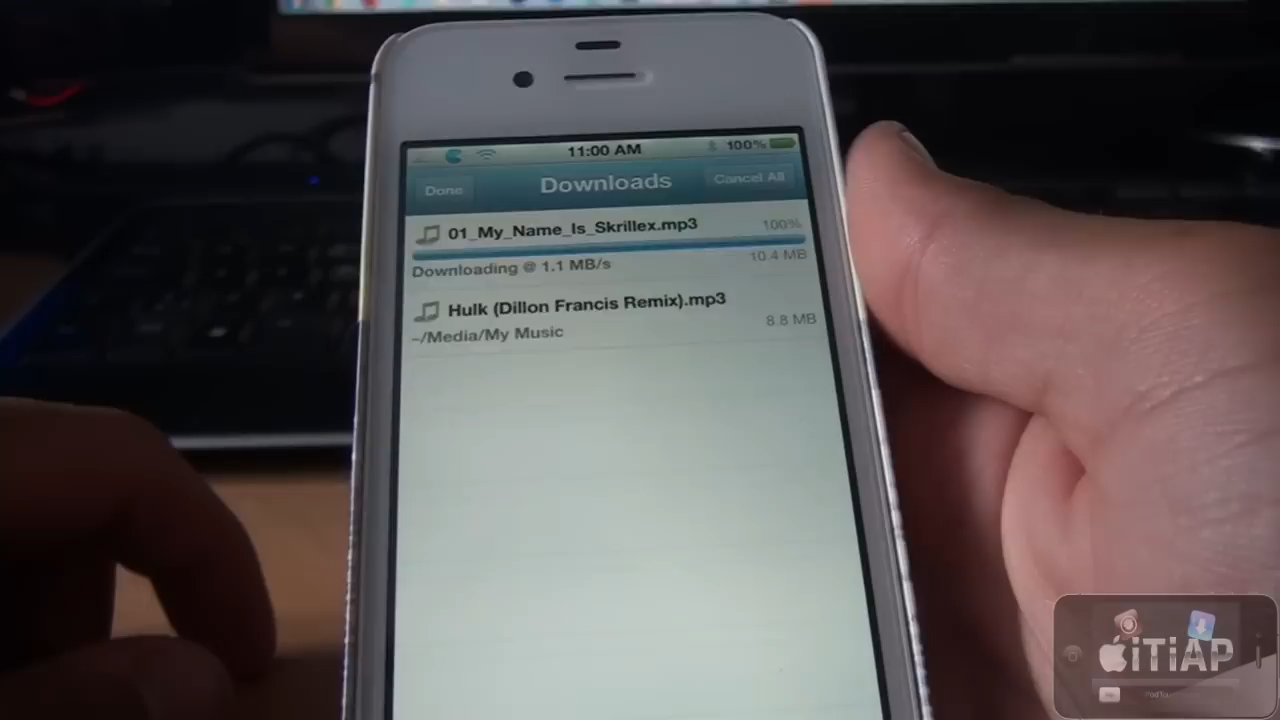 11:00 AM
100%
Done
Downloads
Cancel All
01_My_Name_Is_Skrillex.mp3
100%
Downloading @ 1.1 MB/s
10.4 MB
Hulk (Dillon Francis Remix).mp3
~/Media/My Music
8.8 MB
iTiAP